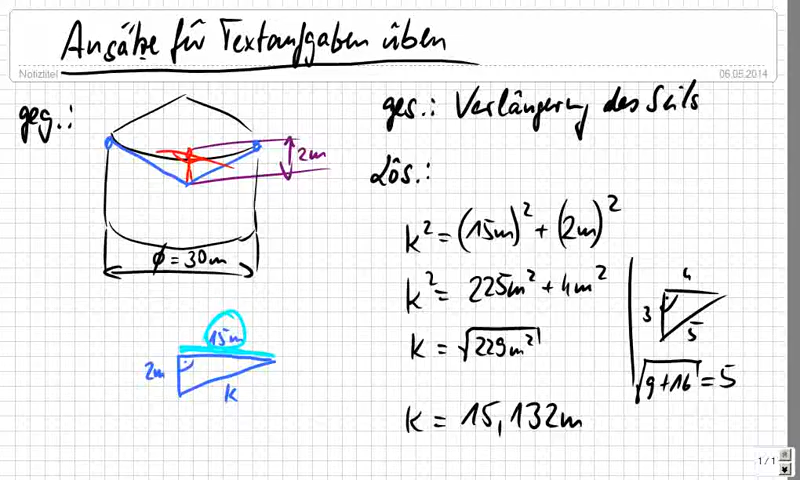 Ansätze für Textaufgaben üben
Notiztitel
06.05.2014
geg.:
2m
ϕ = 30m
15m
2m
k
ges.: Verlängerung des Seils
Lös.:
k² = (15m)² + (2m)²
k² = 225m² + 4m²
k = √229m²
k = 15,132m
4
3
5
√9+16 = 5
1 / 1